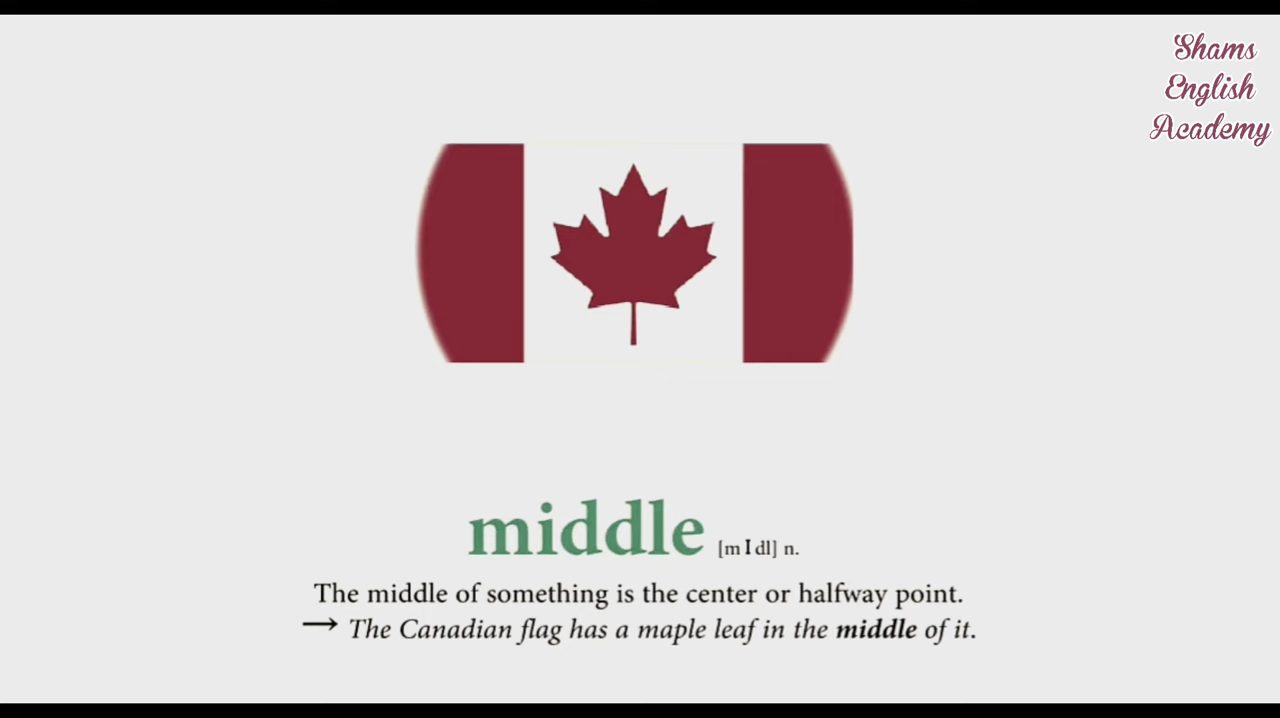 Shams
English
Academy
middle [mɪdl] n.
The middle of something is the center or halfway point.
→ The Canadian flag has a maple leaf in the middle of it.